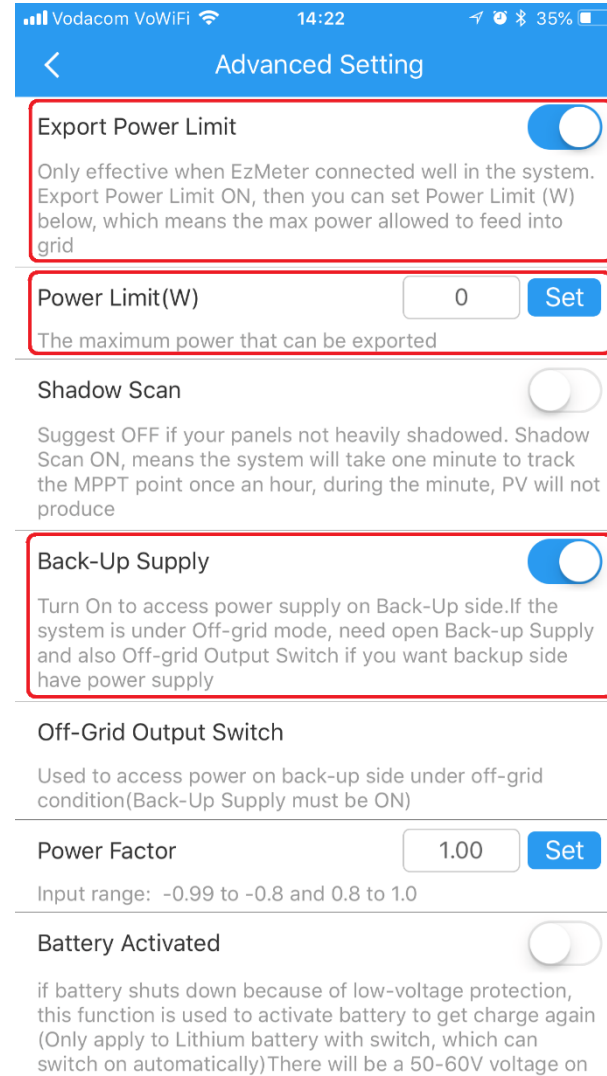 Vodacom VoWiFi 14:22 35%
Advanced Setting
Export Power Limit
Only effective when EzMeter connected well in the system.
Export Power Limit ON, then you can set Power Limit (W)
below, which means the max power allowed to feed into
grid
Power Limit(W) 0 Set
The maximum power that can be exported
Shadow Scan
Suggest OFF if your panels not heavily shadowed. Shadow
Scan ON, means the system will take one minute to track
the MPPT point once an hour, during the minute, PV will not
produce
Back-Up Supply
Turn On to access power supply on Back-Up side.If the
system is under Off-grid mode, need open Back-up Supply
and also Off-grid Output Switch if you want backup side
have power supply
Off-Grid Output Switch
Used to access power on back-up side under off-grid
condition(Back-Up Supply must be ON)
Power Factor 1.00 Set
Input range: -0.99 to -0.8 and 0.8 to 1.0
Battery Activated
if battery shuts down because of low-voltage protection,
this function is used to activate battery to get charge again
(Only apply to Lithium battery with switch, which can
switch on automatically)There will be a 50-60V voltage on